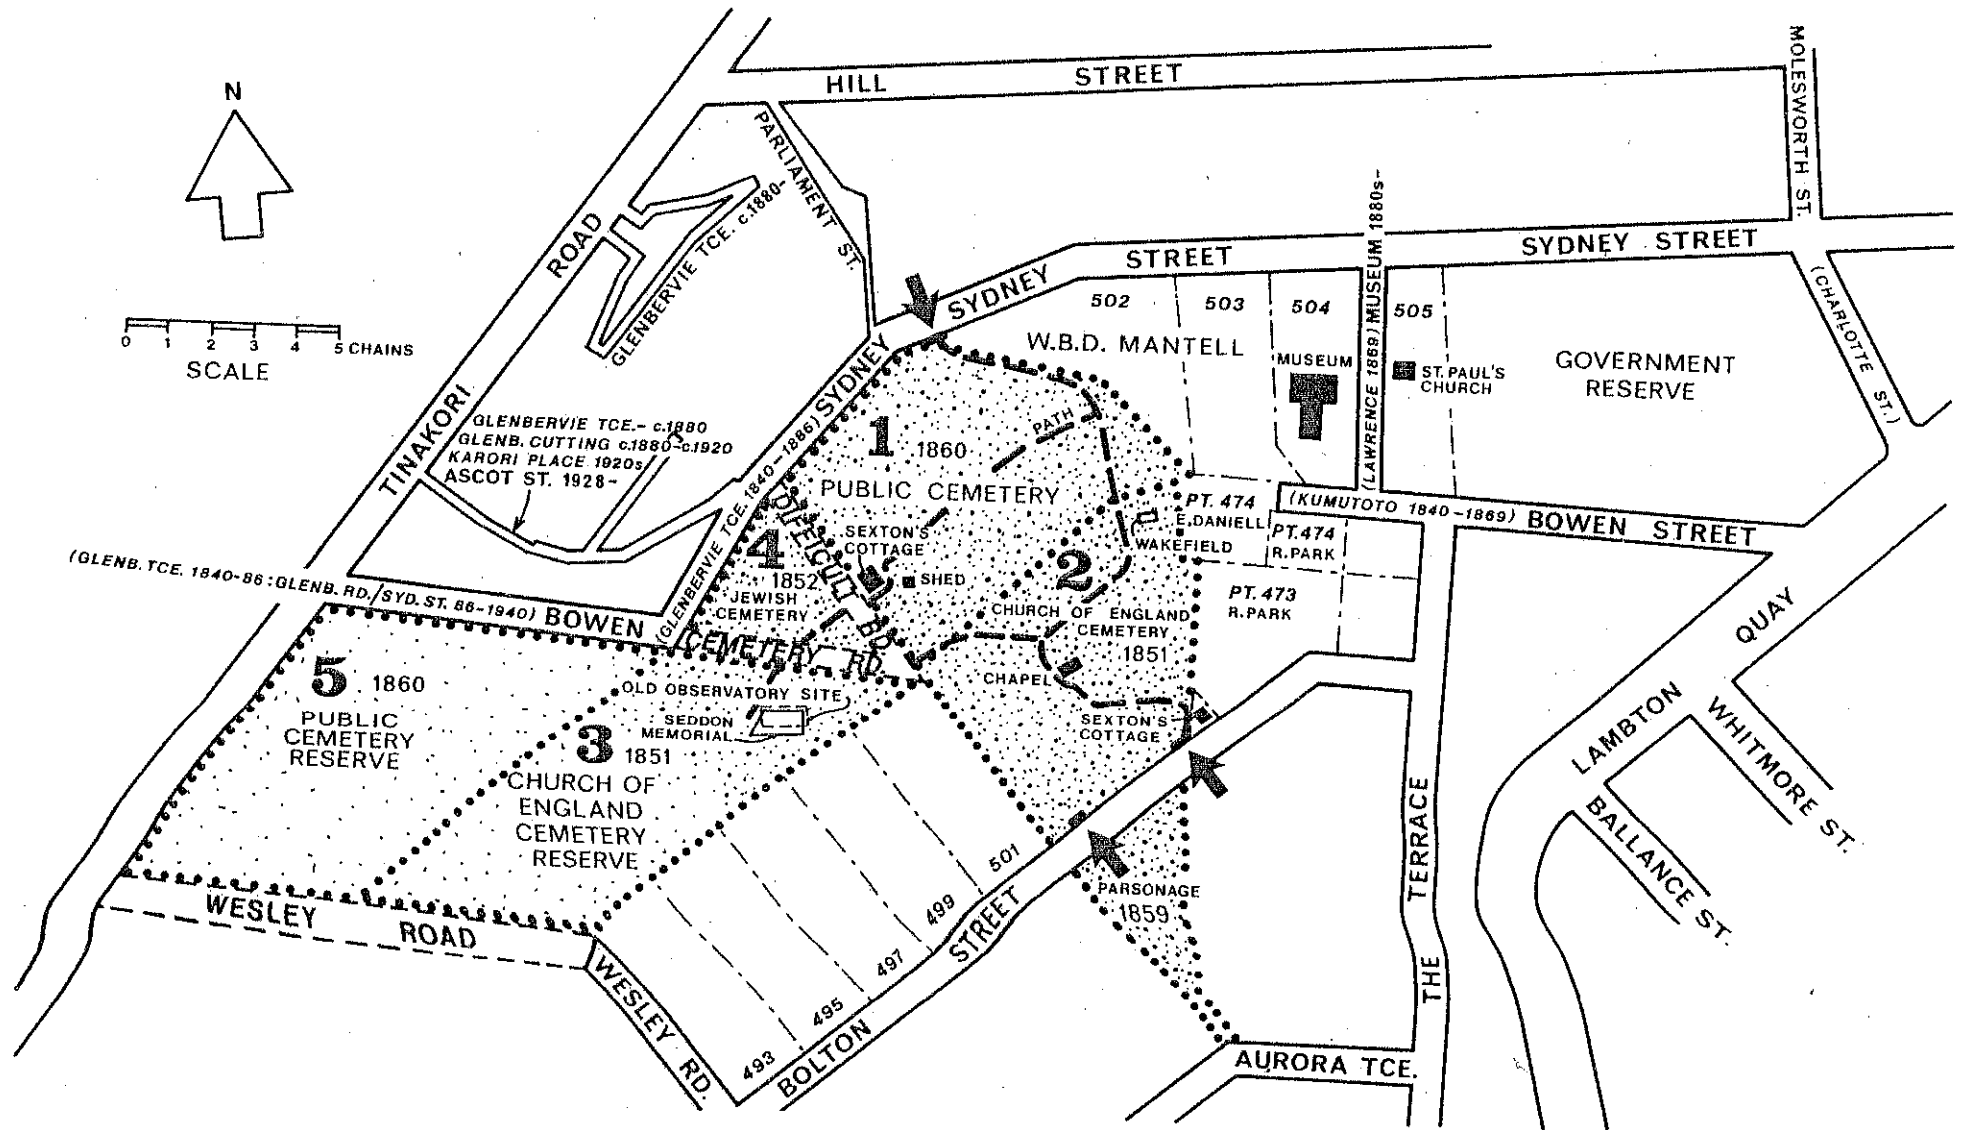 N
0 1 2 3 4 5 CHAINS
SCALE
HILL STREET
MOLESWORTH ST.
PARLIAMENT ST.
TINAKORI ROAD
GLENBERVIE TCE. c.1880-
SYDNEY STREET
SYDNEY STREET
(CHARLOTTE ST.)
502
503
504
505
W.B.D. MANTELL
MUSEUM
(LAWRENCE 1869) MUSEUM 1880s-
ST. PAUL'S
CHURCH
GOVERNMENT
RESERVE
GLENBERVIE TCE.- c.1880
GLENB. CUTTING c.1880-c.1920
KARORI PLACE 1920s
ASCOT ST. 1928-
(GLENBERVIE TCE. 1840-1886) SYDNEY
1 1860
PUBLIC CEMETERY
PATH
SEXTON'S
COTTAGE
SHED
4
1852
JEWISH
CEMETERY
PT. 474
E. DANIELL
WAKEFIELD
PT. 474
R. PARK
PT. 473
R. PARK
(KUMUTOTO 1840-1869) BOWEN STREET
2
CHURCH OF ENGLAND
CEMETERY
1851
CHAPEL
SEXTON'S
COTTAGE
(GLENB. TCE. 1840-86: GLENB. RD./SYD. ST. 86-1940) BOWEN
CEMETERY RD.
5 1860
PUBLIC
CEMETERY
RESERVE
OLD OBSERVATORY SITE
SEDDON
MEMORIAL
3 1851
CHURCH OF
ENGLAND
CEMETERY
RESERVE
QUAY
LAMBTON
WHITMORE ST.
BALLANCE ST.
THE TERRACE
PARSONAGE
1859
501
499
497
495
493
WESLEY ROAD
WESLEY RD.
BOLTON STREET
AURORA TCE.